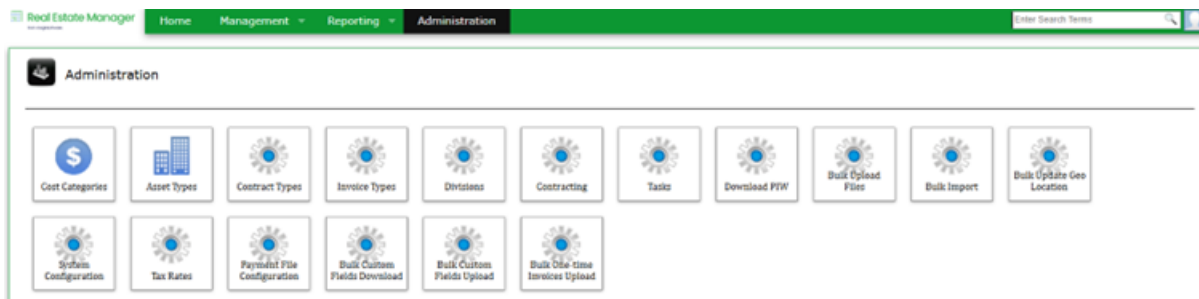 Real Estate Manager
Home Management Reporting Administration
Enter Search Terms
Administration
Cost Categories
Asset Types
Contract Types
Invoice Types
Divisions
Contracting
Tasks
Download PIW
Bulk Upload
Files
Bulk Import
Bulk Update Geo
Location
System
Configuration
Tax Rates
Payment File
Configuration
Bulk Custom
Fields Download
Bulk Custom
Fields Upload
Bulk One-time
Invoices Upload